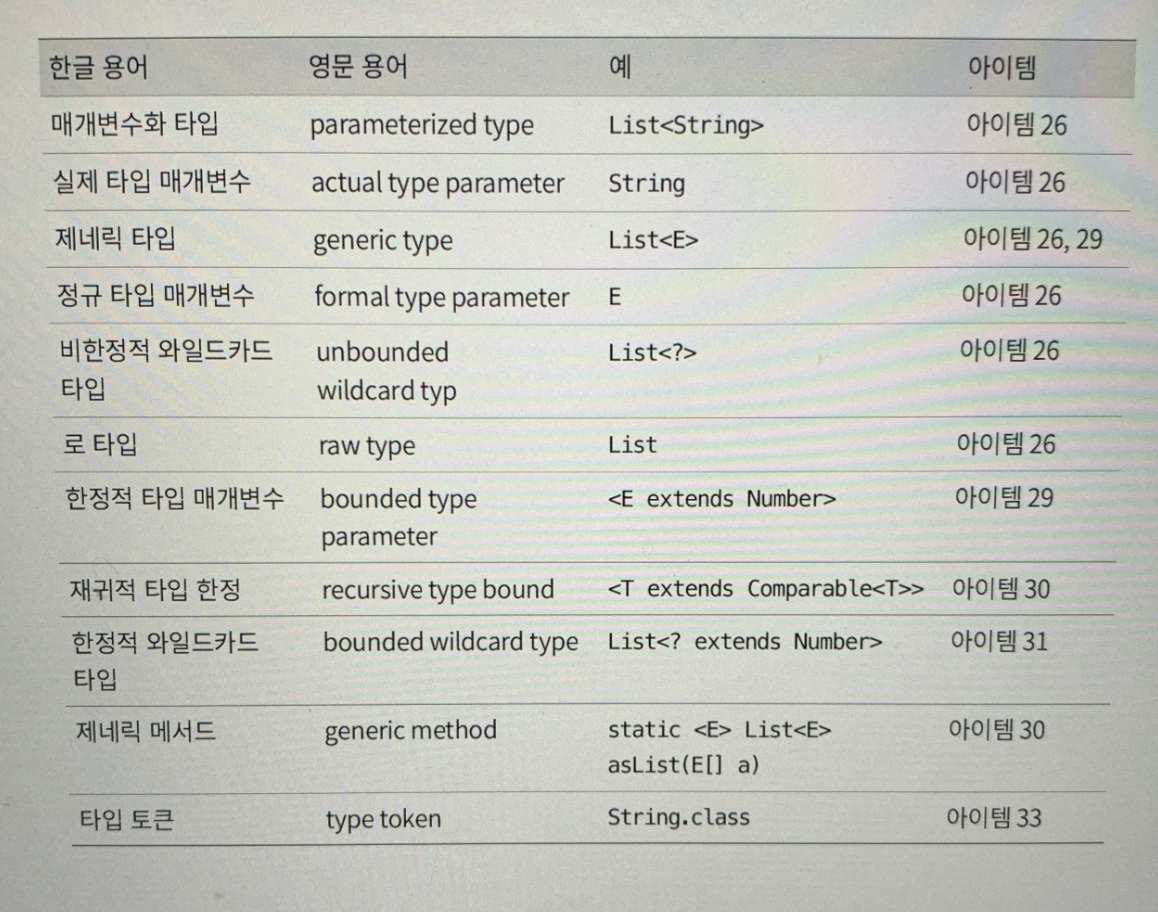 한글 용어 영문 용어 예 아이템
매개변수화 타입 parameterized type List<String> 아이템 26
실제 타입 매개변수 actual type parameter String 아이템 26
제네릭 타입 generic type List<E> 아이템 26, 29
정규 타입 매개변수 formal type parameter E 아이템 26
비한정적 와일드카드 unbounded List<?> 아이템 26
타입 wildcard typ
로 타입 raw type List 아이템 26
한정적 타입 매개변수 bounded type <E extends Number> 아이템 29
parameter
재귀적 타입 한정 recursive type bound <T extends Comparable<T>> 아이템 30
한정적 와일드카드 bounded wildcard type List<? extends Number> 아이템 31
타입
제네릭 메서드 generic method static <E> List<E> 아이템 30
asList(E[] a)
타입 토큰 type token String.class 아이템 33